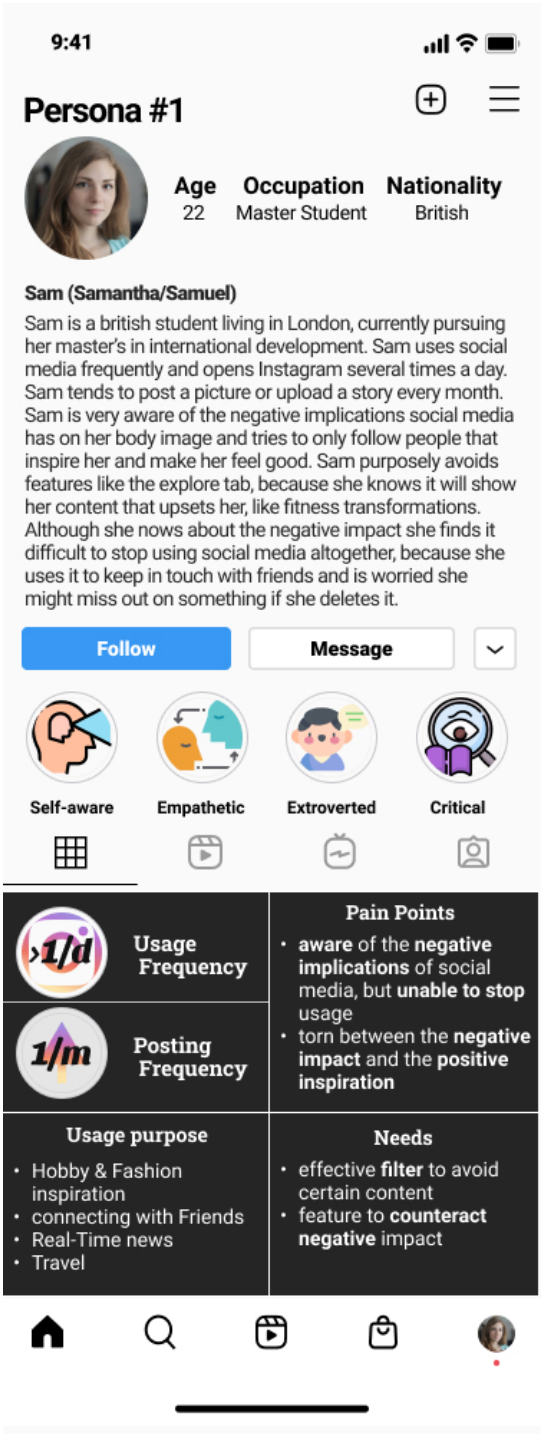 9:41
Persona #1
Age Occupation Nationality
22 Master Student British
Sam (Samantha/Samuel)
Sam is a british student living in London, currently pursuing
her master's in international development. Sam uses social
media frequently and opens Instagram several times a day.
Sam tends to post a picture or upload a story every month.
Sam is very aware of the negative implications social media
has on her body image and tries to only follow people that
inspire her and make her feel good. Sam purposely avoids
features like the explore tab, because she knows it will show
her content that upsets her, like fitness transformations.
Although she nows about the negative impact she finds it
difficult to stop using social media altogether, because she
uses it to keep in touch with friends and is worried she
might miss out on something if she deletes it.
Follow Message
Self-aware Empathetic Extroverted Critical
>1/d
Usage
Frequency
1/m
Posting
Frequency
Pain Points
• aware of the negative
implications of social
media, but unable to stop
usage
• torn between the negative
impact and the positive
inspiration
Usage purpose
• Hobby & Fashion
inspiration
• connecting with Friends
• Real-Time news
• Travel
Needs
• effective filter to avoid
certain content
• feature to counteract
negative impact